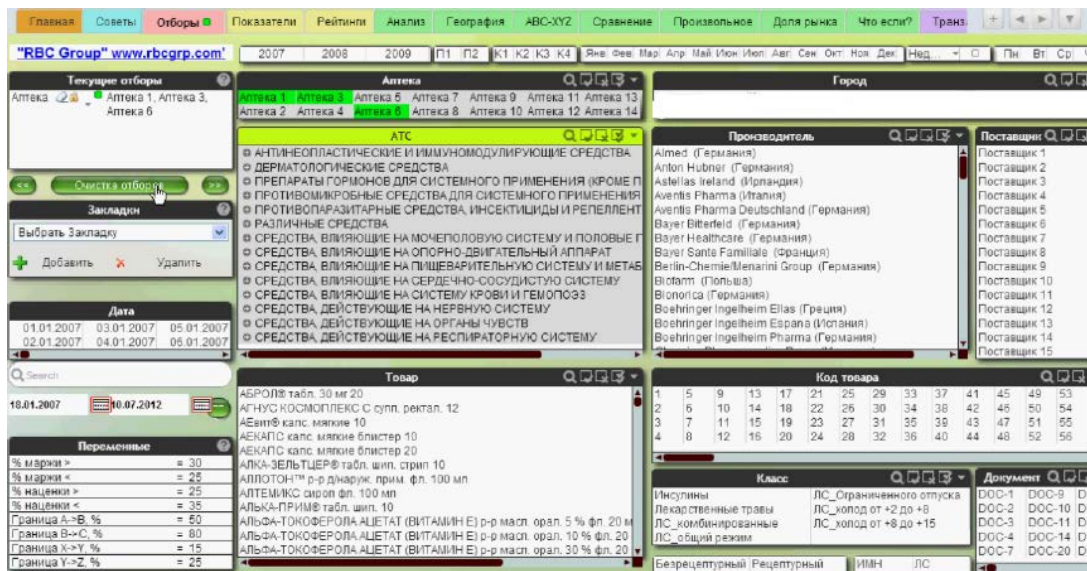 Главная Советы Отборы Показатели Рейтинги Анализ География ABC-XYZ Сравнение Произвольное Доля рынка Что если? Транз
"RBC Group" www.rbcgrp.com'
2007 2008 2009 П1 П2 К1 К2 К3 К4 Янв Фев Мар Апр Май Июн Июл Авг Сен Окт Ноя Дек Нед... Пн Вт Ср
Текущие отборы
Аптека Аптека 1, Аптека 3,
Аптека 6
Очистка отборов
Закладки
Выбрать Закладку
Добавить Удалить
Дата
01.01.2007 03.01.2007 05.01.2007
02.01.2007 04.01.2007 06.01.2007
Search
18.01.2007 10.07.2012
Переменные
% маржи > = 30
% маржи < = 25
% наценки > = 25
% наценки < = 35
Граница A->B, % = 50
Граница B->C, % = 80
Граница X->Y, % = 15
Граница Y->Z, % = 25
Аптека
Аптека 1 Аптека 3 Аптека 5 Аптека 7 Аптека 9 Аптека 11 Аптека 13
Аптека 2 Аптека 4 Аптека 6 Аптека 8 Аптека 10 Аптека 12 Аптека 14
АТС
АНТИНЕОПЛАСТИЧЕСКИЕ И ИММУНОМОДУЛИРУЮЩИЕ СРЕДСТВА
ДЕРМАТОЛОГИЧЕСКИЕ СРЕДСТВА
ПРЕПАРАТЫ ГОРМОНОВ ДЛЯ СИСТЕМНОГО ПРИМЕНЕНИЯ (КРОМЕ П
ПРОТИВОМИКРОБНЫЕ СРЕДСТВА ДЛЯ СИСТЕМНОГО ПРИМЕНЕНИЯ
ПРОТИВОПАРАЗИТАРНЫЕ СРЕДСТВА, ИНСЕКТИЦИДЫ И РЕПЕЛЛЕНТ
РАЗЛИЧНЫЕ СРЕДСТВА
СРЕДСТВА, ВЛИЯЮЩИЕ НА МОЧЕПОЛОВУЮ СИСТЕМУ И ПОЛОВЫЕ Г
СРЕДСТВА, ВЛИЯЮЩИЕ НА ОПОРНО-ДВИГАТЕЛЬНЫЙ АППАРАТ
СРЕДСТВА, ВЛИЯЮЩИЕ НА ПИЩЕВАРИТЕЛЬНУЮ СИСТЕМУ И МЕТАБ
СРЕДСТВА, ВЛИЯЮЩИЕ НА СЕРДЕЧНО-СОСУДИСТУЮ СИСТЕМУ
СРЕДСТВА, ВЛИЯЮЩИЕ НА СИСТЕМУ КРОВИ И ГЕМОПОЭЗ
СРЕДСТВА, ДЕЙСТВУЮЩИЕ НА НЕРВНУЮ СИСТЕМУ
СРЕДСТВА, ДЕЙСТВУЮЩИЕ НА ОРГАНЫ ЧУВСТВ
СРЕДСТВА, ДЕЙСТВУЮЩИЕ НА РЕСПИРАТОРНУЮ СИСТЕМУ
Товар
АБРОЛ® табл. 30 мг 20
АГНУС КОСМОПЛЕКС С супп. ректал. 12
АЕвит® капс. мягкие 10
АЕКАПС капс. мягкие блистер 10
АЕКАПС капс. мягкие блистер 20
АЛКА-ЗЕЛЬТЦЕР® табл. шип. стрип 10
АЛЛОТОН™ р-р д/наруж. прим. фл. 100 мл
АЛТЕМИКС сироп фл. 100 мл
АЛЬКА-ПРИМ® табл. шип. 10
АЛЬФА-ТОКОФЕРОЛА АЦЕТАТ (ВИТАМИН Е) р-р масл. орал. 5 % фл. 20 м
АЛЬФА-ТОКОФЕРОЛА АЦЕТАТ (ВИТАМИН Е) р-р масл. орал. 10 % фл. 20
АЛЬФА-ТОКОФЕРОЛА АЦЕТАТ (ВИТАМИН Е) р-р масл. орал. 30 % фл. 20
Город
Производитель
Almed (Германия)
Anton Hubner (Германия)
Astellas Ireland (Ирландия)
Aventis Pharma (Италия)
Aventis Pharma Deutschland (Германия)
Bayer Bitterfeld (Германия)
Bayer Healthcare (Германия)
Bayer Sante Familiale (Франция)
Berlin-Chemie/Menarini Group (Германия)
Biofarm (Польша)
Bionorica (Германия)
Boehringer Ingelheim Ellas (Греция)
Boehringer Ingelheim Espana (Испания)
Boehringer Ingelheim Pharma (Германия)
Поставщик
Поставщик 1
Поставщик 2
Поставщик 3
Поставщик 4
Поставщик 5
Поставщик 6
Поставщик 7
Поставщик 8
Поставщик 9
Поставщик 10
Поставщик 11
Поставщик 12
Поставщик 13
Поставщик 14
Поставщик 15
Код товара
1 5 9 13 17 21 25 29 33 37 41 45 49 53
2 6 10 14 18 22 26 30 34 38 42 46 50 54
3 7 11 15 19 23 27 31 35 39 43 47 51 55
4 8 12 16 20 24 28 32 36 40 44 48 52 56
Класс
Инсулины ЛС_Ограниченного отпуска
Лекарственные травы ЛС_холод от +2 до +8
ЛС_комбинированные ЛС_холод от +8 до +15
ЛС_общий режим
Безрецептурный Рецептурный ИМН ЛС
Документ
DOC-1 DOC-9 D
DOC-2 DOC-10 D
DOC-3 DOC-11 D
DOC-4 DOC-14 D
DOC-7 DOC-20 D